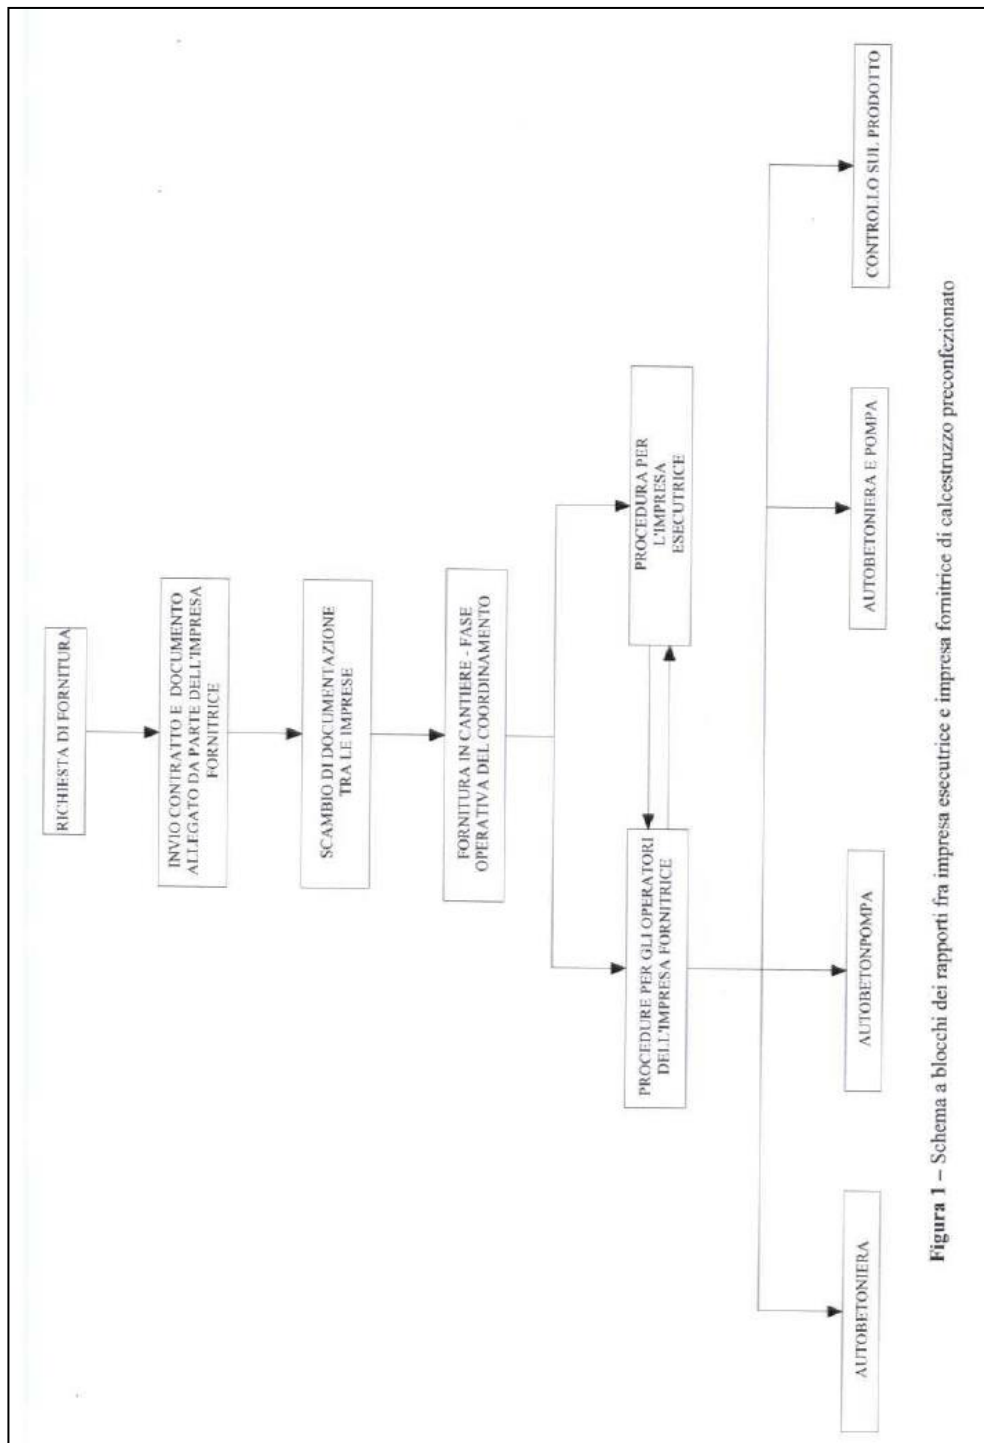 RICHIESTA DI FORNITURA
INVIO CONTRATTO E DOCUMENTO
ALLEGATO DA PARTE DELL'IMPRESA
FORNITRICE
SCAMBIO DI DOCUMENTAZIONE
TRA LE IMPRESE
FORNITURA IN CANTIERE - FASE
OPERATIVA DEL COORDINAMENTO
PROCEDURE PER GLI OPERATORI
DELL'IMPRESA FORNITRICE
PROCEDURA PER
L'IMPRESA
ESECUTRICE
AUTOBETONIERA
AUTOBETONPOMPA
AUTOBETONIERA E POMPA
CONTROLLO SUL PRODOTTO
Figura 1 – Schema a blocchi dei rapporti fra impresa esecutrice e impresa fornitrice di calcestruzzo preconfezionato